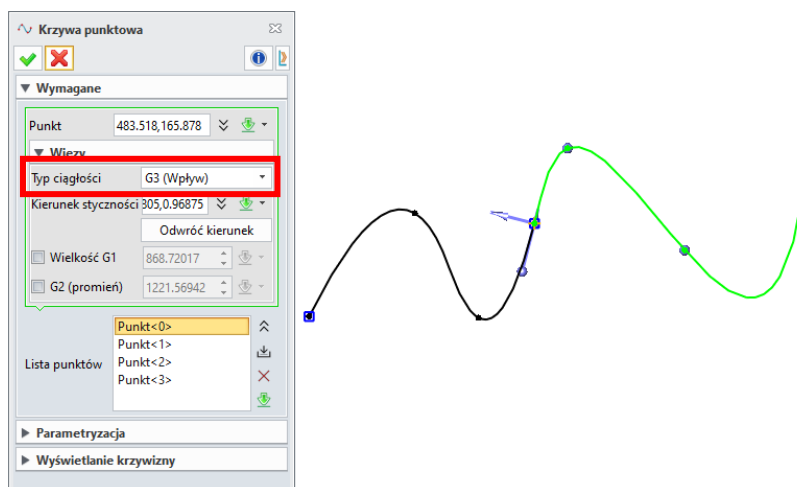 Krzywa punktowa
Wymagane
Punkt 483.518,165.878
Więzy
Typ ciągłości G3 (Wpływ)
Kierunek styczności 305,0.96875
Odwróć kierunek
Wielkość G1 868.72017
G2 (promień) 1221.56942
Lista punktów
Punkt<0>
Punkt<1>
Punkt<2>
Punkt<3>
Parametryzacja
Wyświetlanie krzywizny